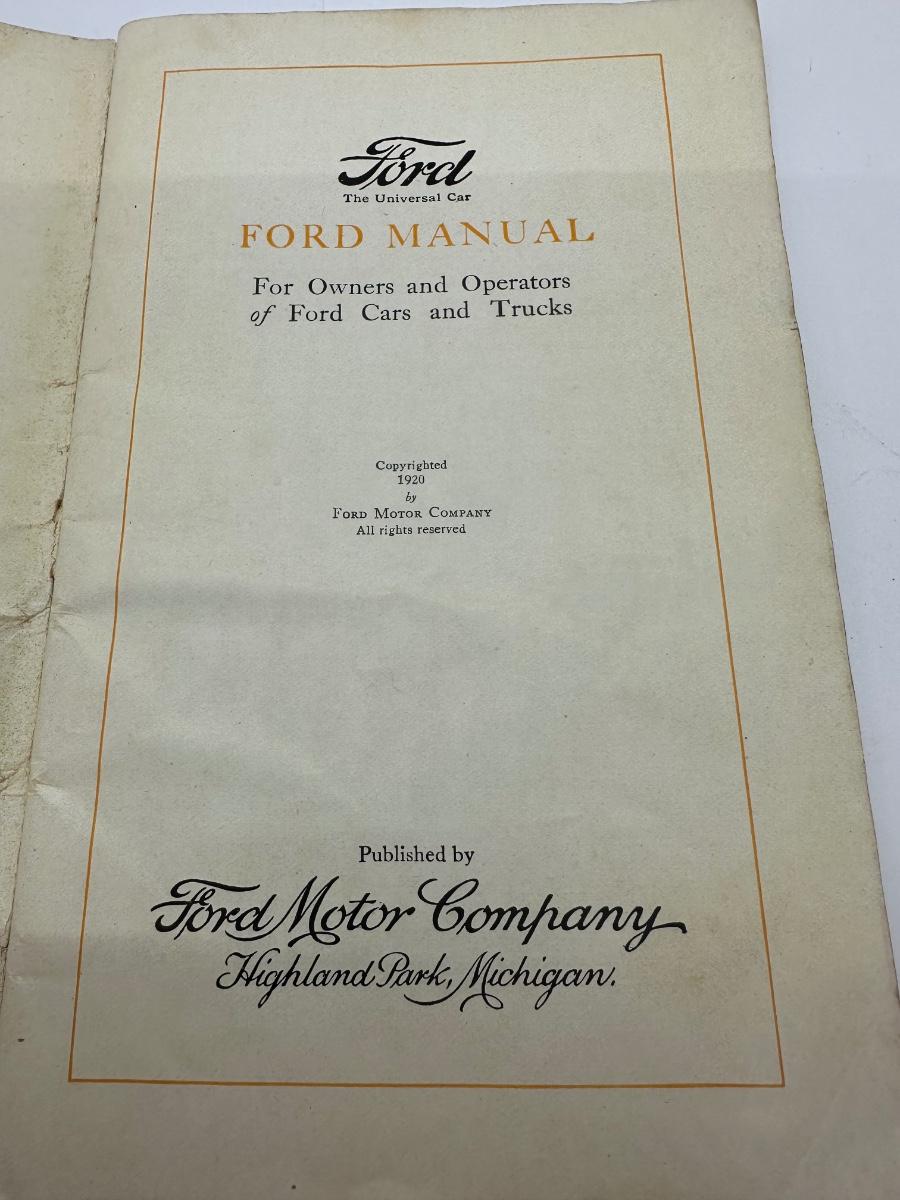 Ford
The Universal Car
FORD MANUAL
For Owners and Operators
of Ford Cars and Trucks
Copyrighted
1920
by
FORD MOTOR COMPANY
All rights reserved
Published by
Ford Motor Company
Highland Park, Michigan.